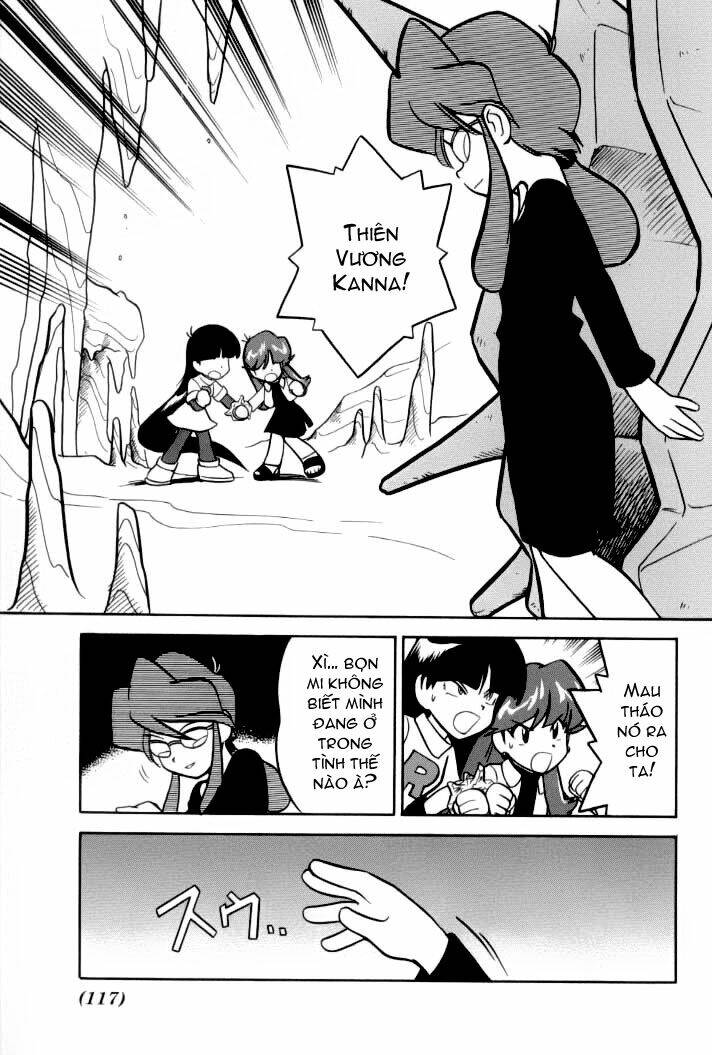 THIÊN
VƯƠNG
KANNA!
MAU
THÁO
NÓ RA
CHO
TA!
R
XÌ... BỌN
MI KHÔNG
BIẾT MÌNH
ĐANG Ở
TRONG
TÌNH THẾ
NÀO À?
スゥ..
(117)